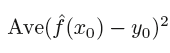 Ave(f̂(x₀) − y₀)²